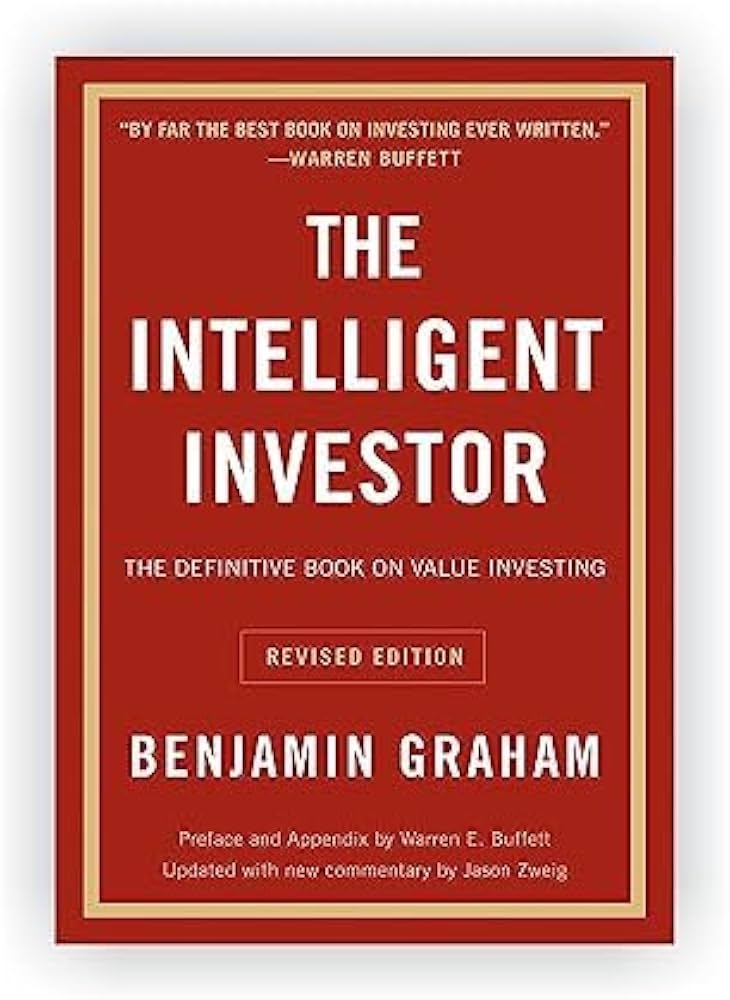 "BY FAR THE BEST BOOK ON INVESTING EVER WRITTEN."
—WARREN BUFFETT
THE
INTELLIGENT
INVESTOR
THE DEFINITIVE BOOK ON VALUE INVESTING
REVISED EDITION
BENJAMIN GRAHAM
Preface and Appendix by Warren E. Buffett
Updated with new commentary by Jason Zweig